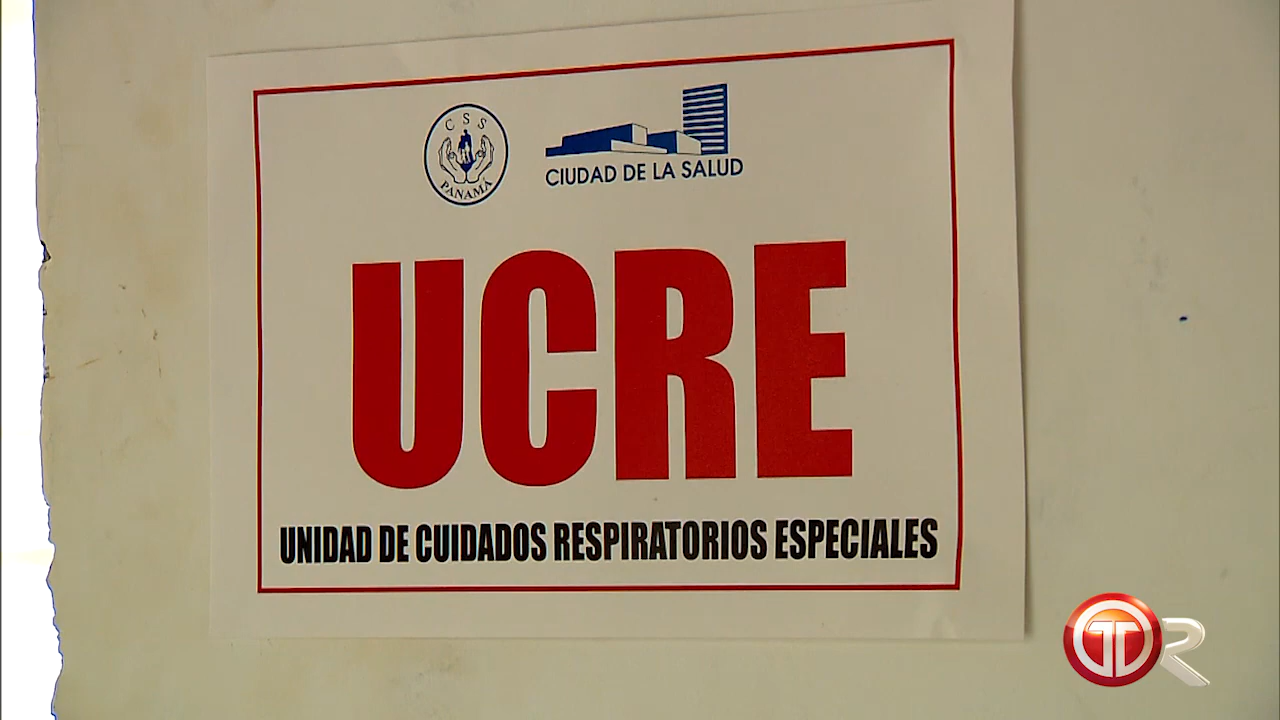 CSS
PANAMÁ
CIUDAD DE LA SALUD
UCRE
UNIDAD DE CUIDADOS RESPIRATORIOS ESPECIALES
R